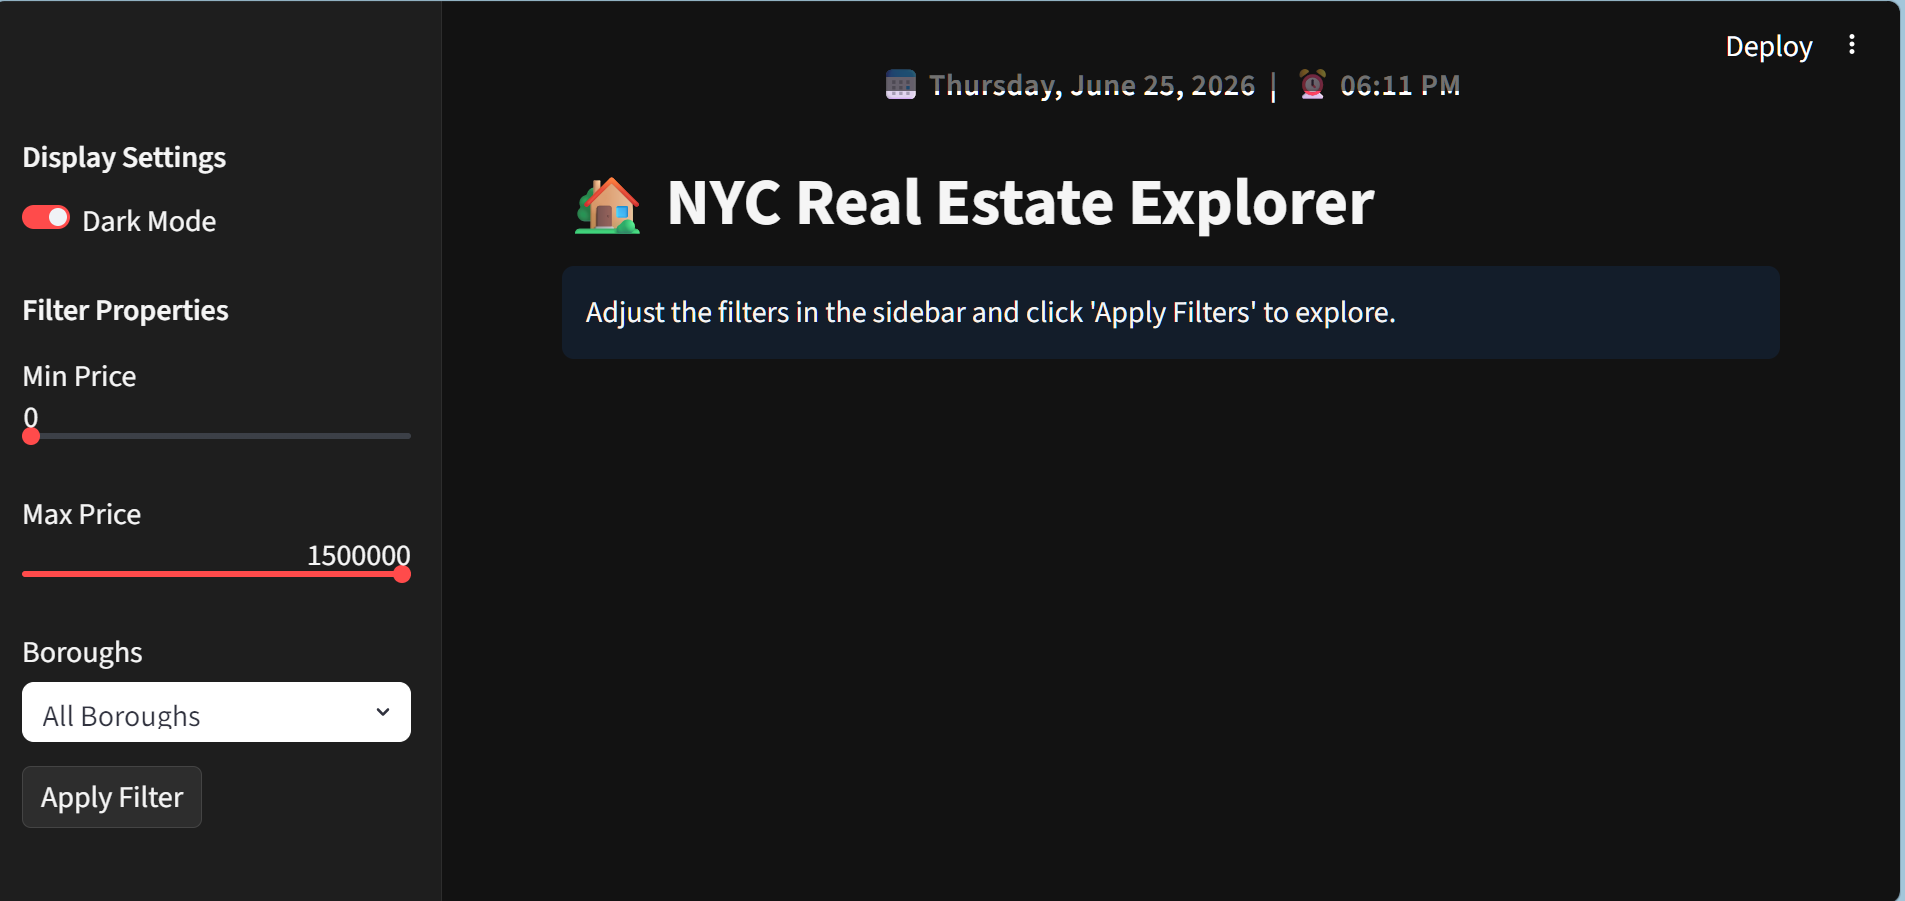 Deploy
Thursday, June 25, 2026 | 06:11 PM
Display Settings
Dark Mode
Filter Properties
Min Price
0
Max Price
1500000
Boroughs
All Boroughs
Apply Filter
NYC Real Estate Explorer
Adjust the filters in the sidebar and click 'Apply Filters' to explore.